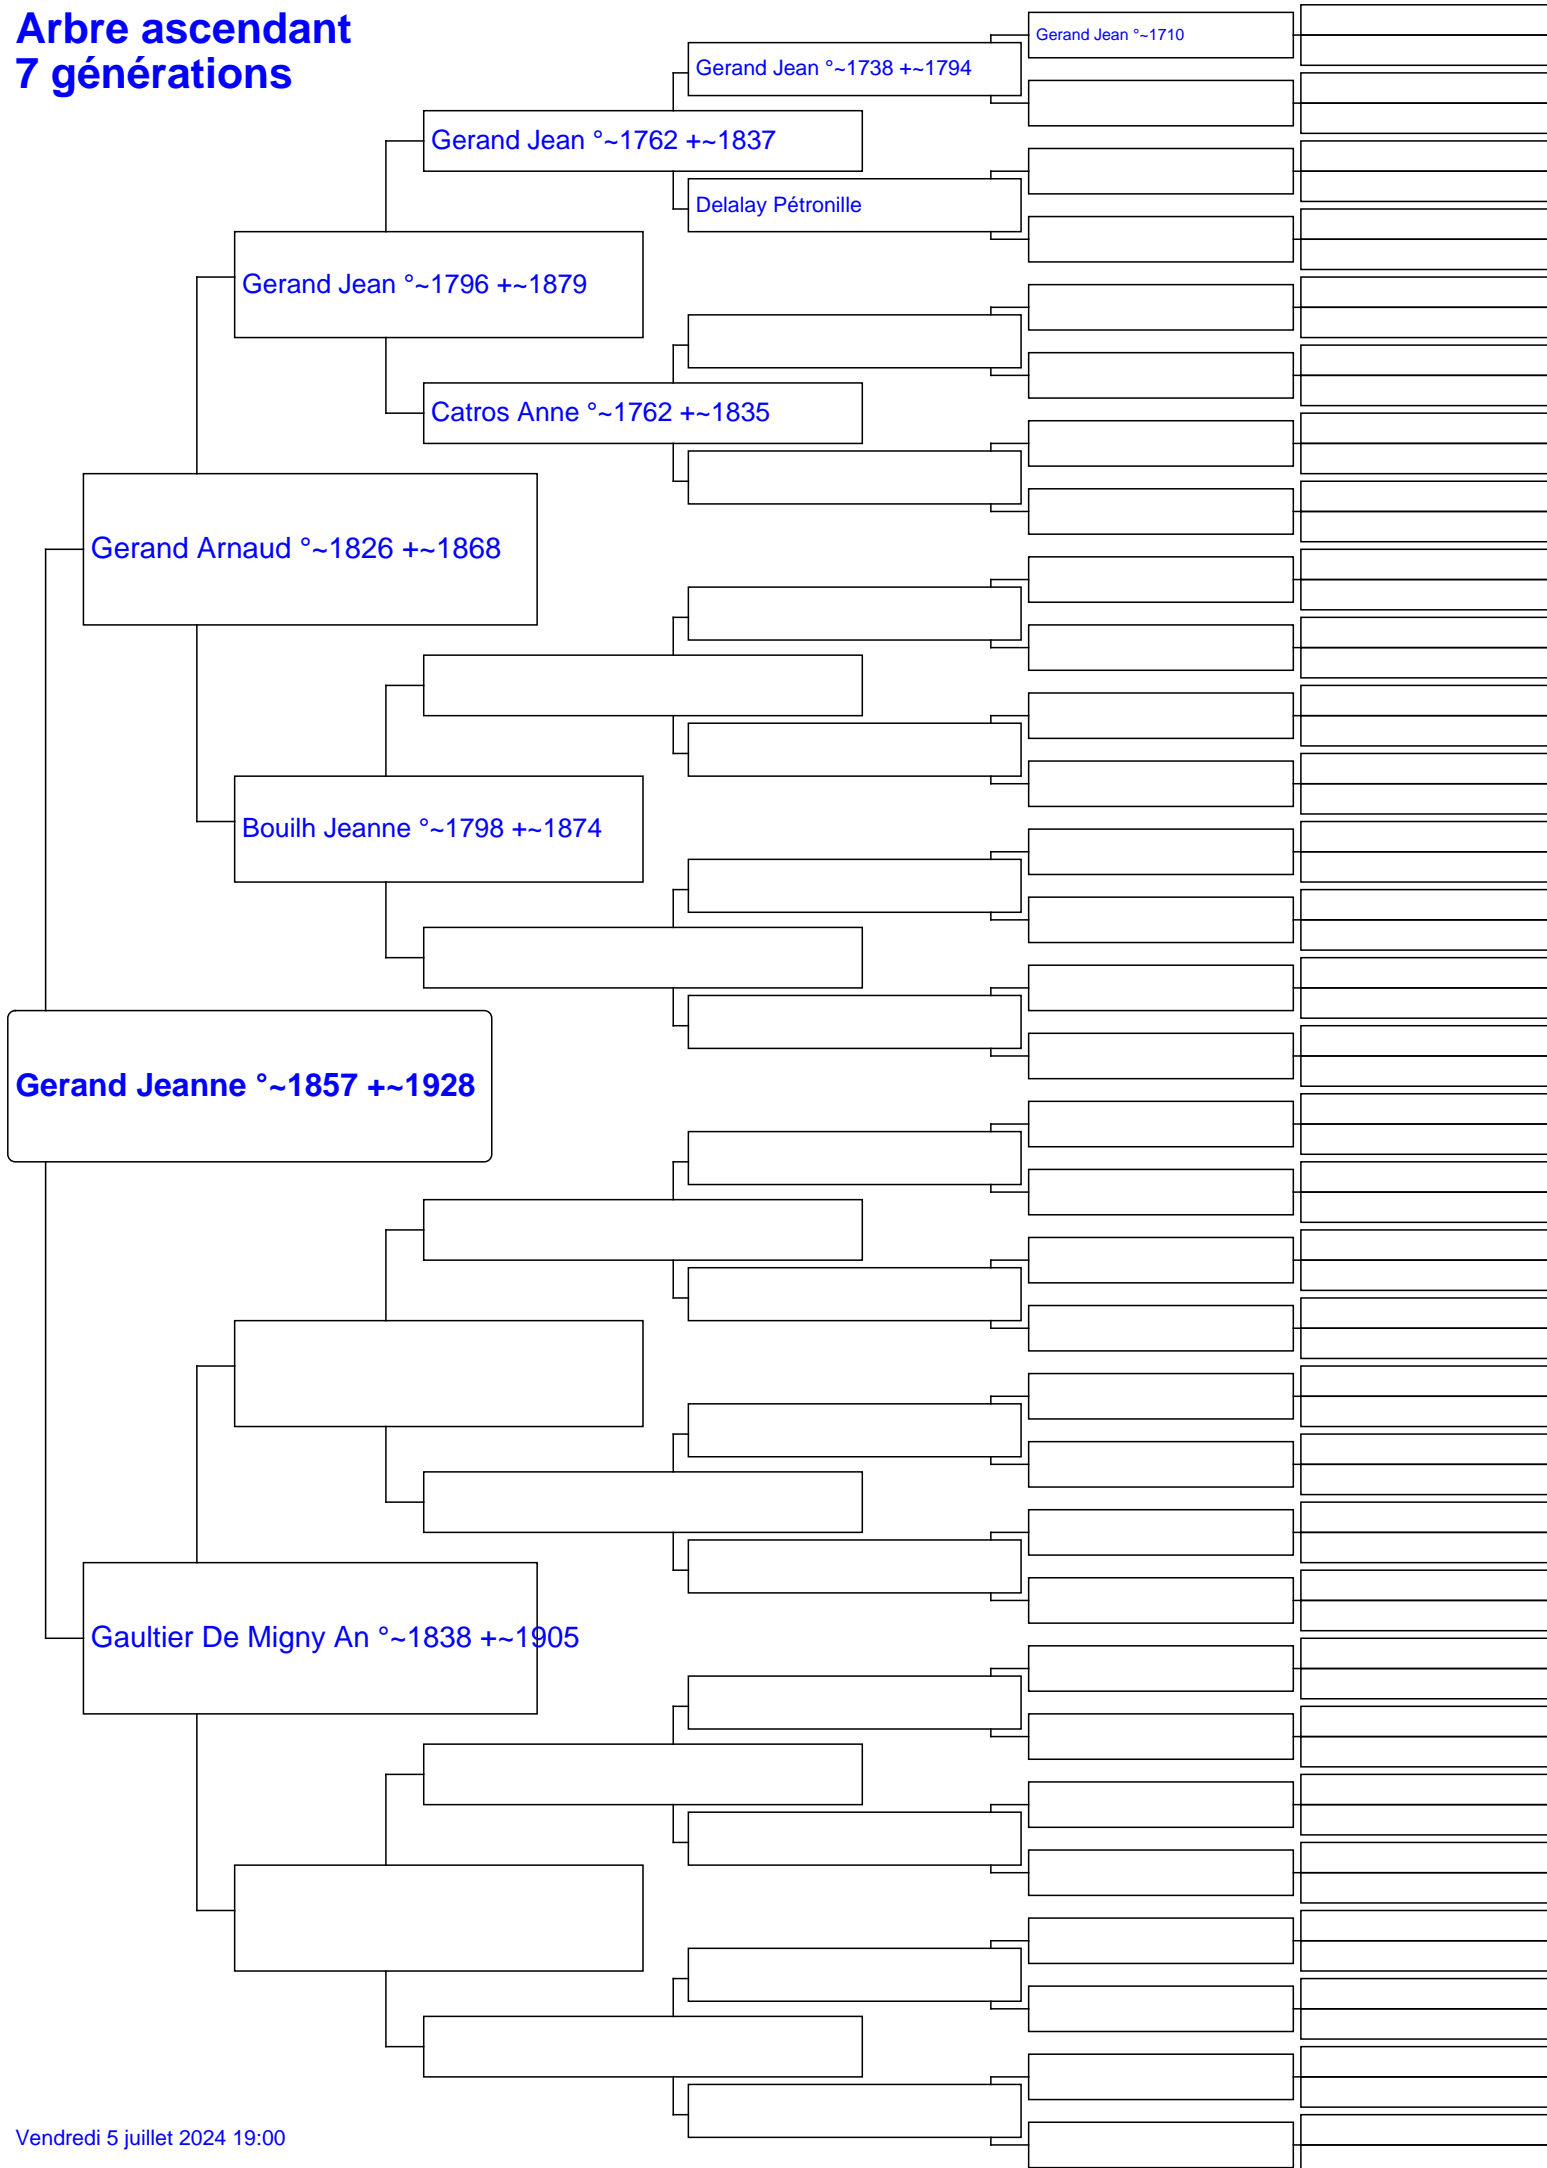 Arbre ascendant
7 générations
Gerand Jean °~1710
Gerand Jean °~1738 +~1794
Gerand Jean °~1762 +~1837
Delalay Pétronille
Gerand Jean °~1796 +~1879
Catros Anne °~1762 +~1835
Gerand Arnaud °~1826 +~1868
Bouilh Jeanne °~1798 +~1874
Gerand Jeanne °~1857 +~1928
Gaultier De Migny An °~1838 +~1905
Vendredi 5 juillet 2024 19:00